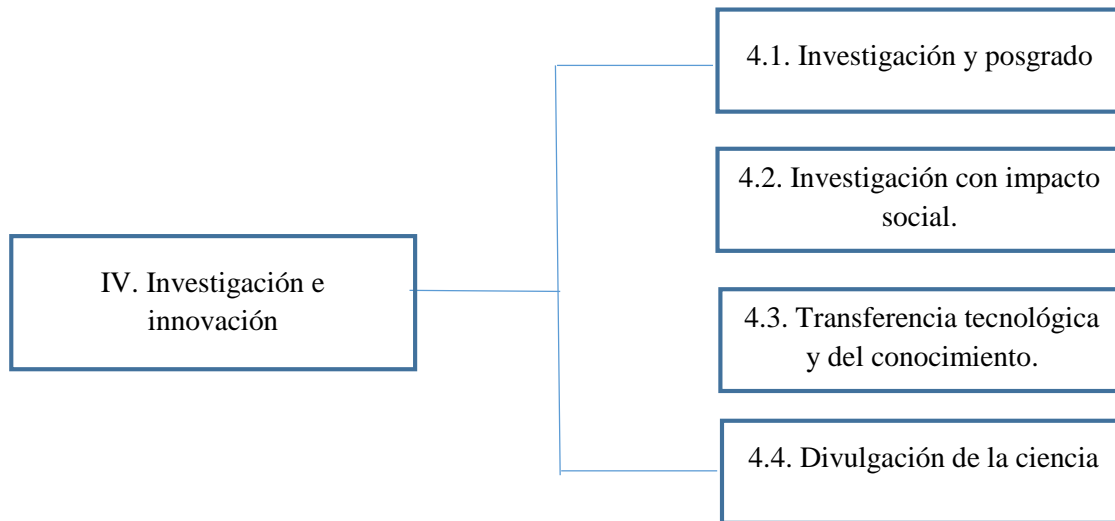 4.1. Investigación y posgrado
4.2. Investigación con impacto
social.
IV. Investigación e
innovación
4.3. Transferencia tecnológica
y del conocimiento.
4.4. Divulgación de la ciencia